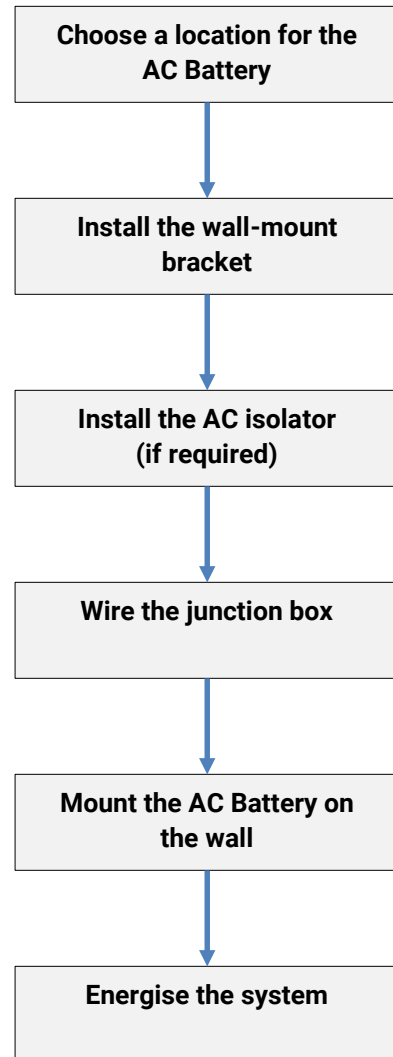 Choose a location for the
AC Battery
Install the wall-mount
bracket
Install the AC isolator
(if required)
Wire the junction box
Mount the AC Battery on
the wall
Energise the system